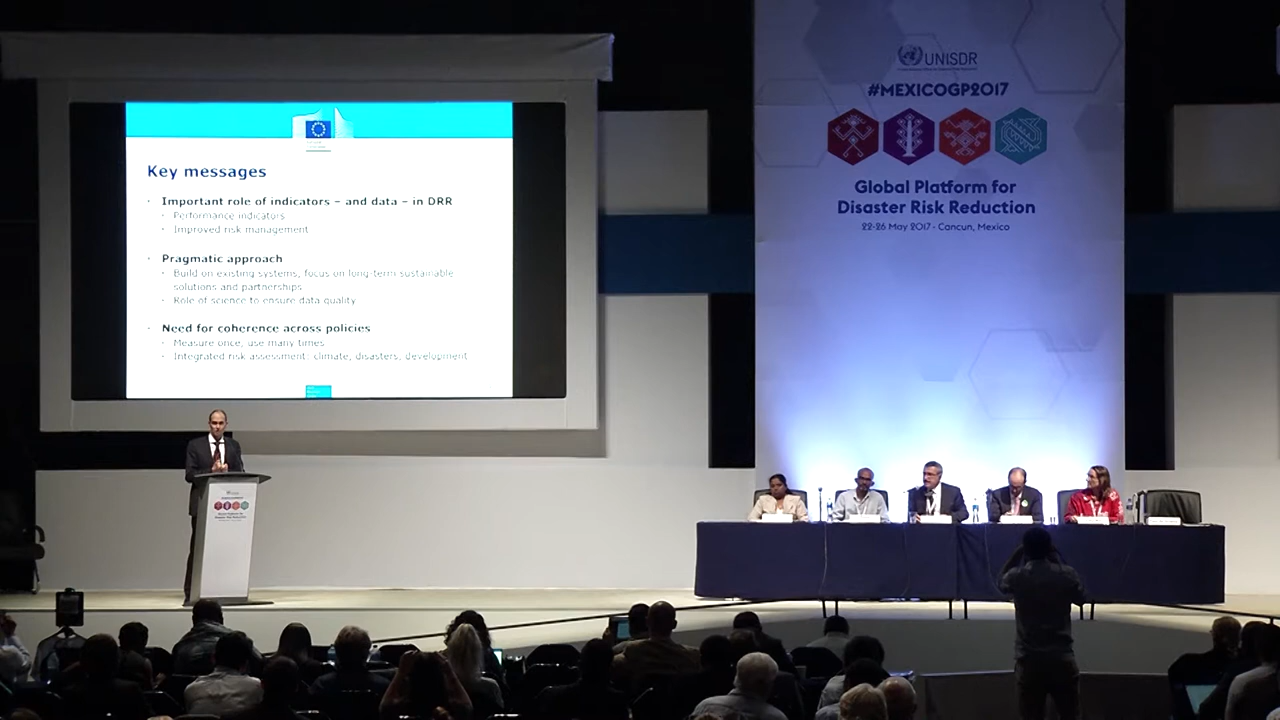 Key messages
· Important role of indicators – and data – in DRR
· Performance indicators
· Improved risk management
· Pragmatic approach
· Build on existing systems, focus on long-term sustainable
solutions and partnerships
· Role of science to ensure data quality
· Need for coherence across policies
· Measure once, use many times
· Integrated risk assessment: climate, disasters, development
UNISDR
#MEXICOGP2017
Global Platform for
Disaster Risk Reduction
22-26 May 2017 · Cancun, Mexico